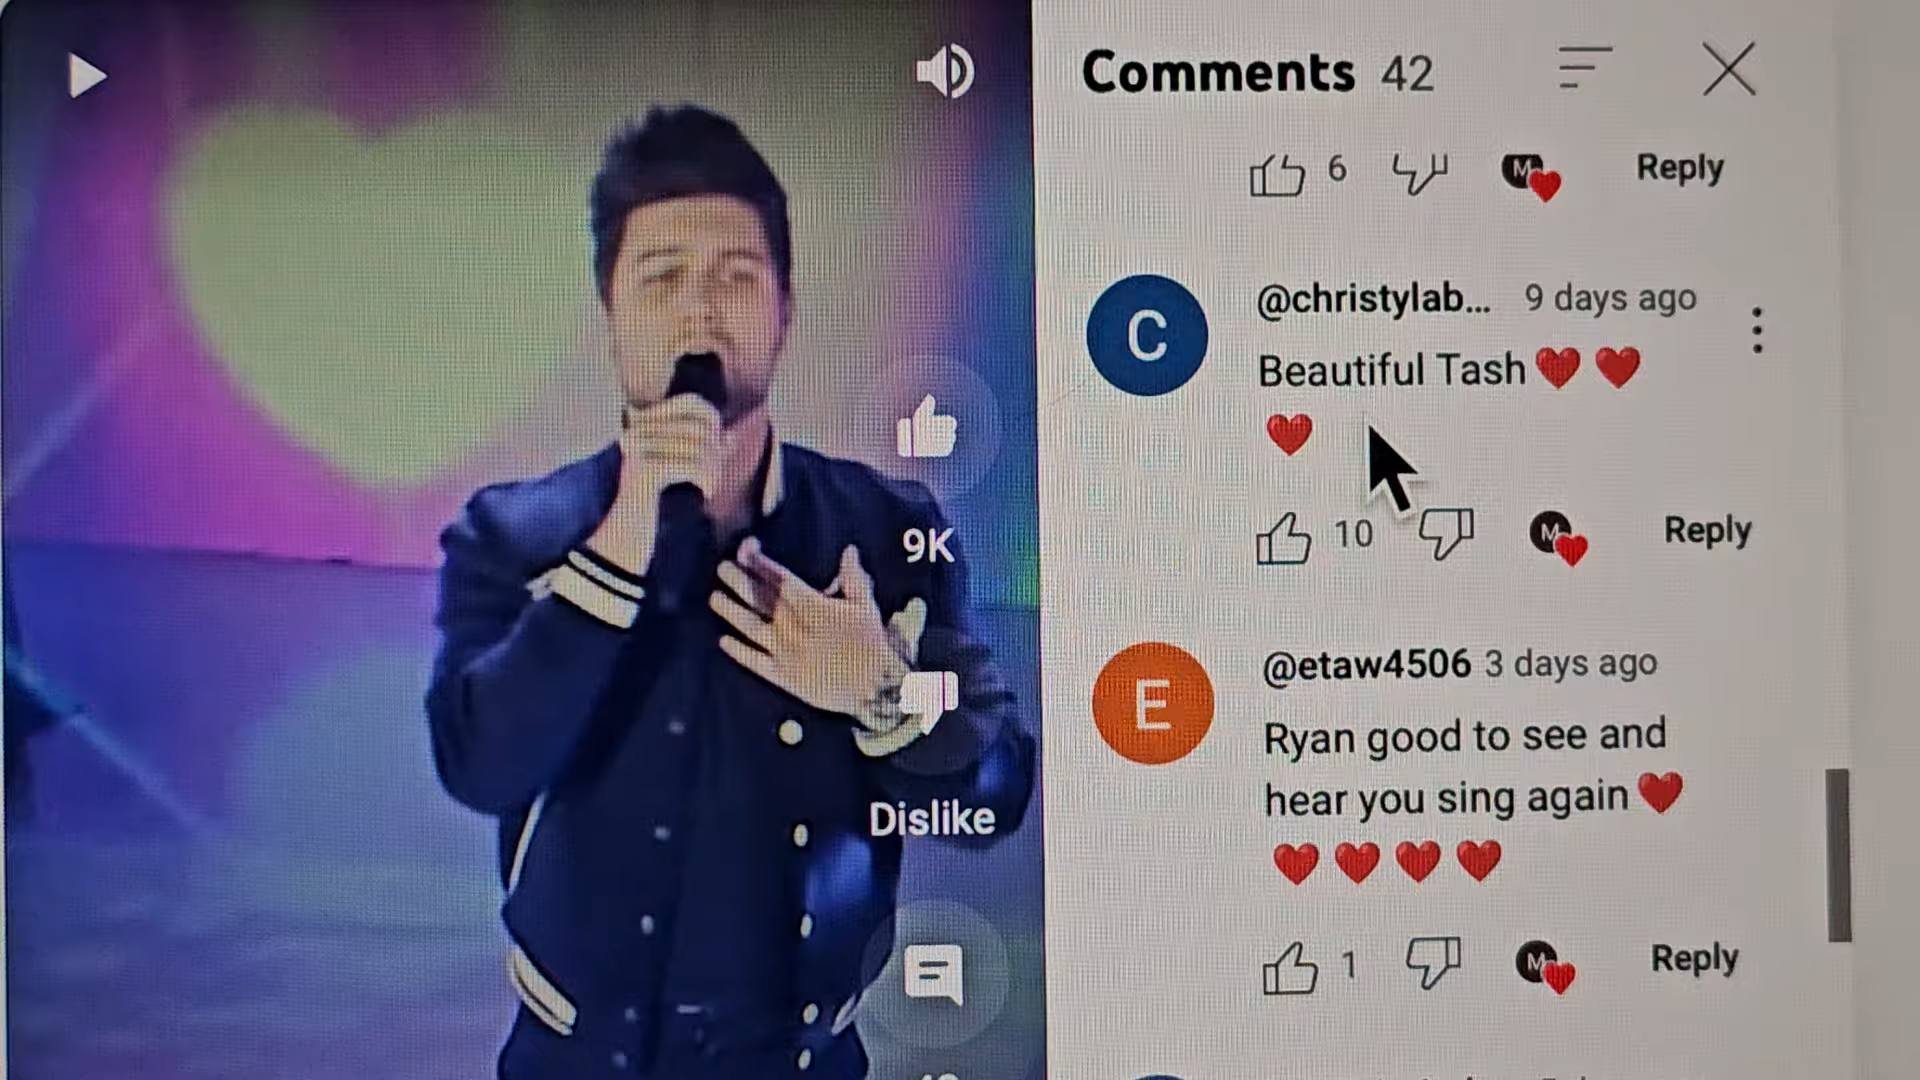 Comments 42
6
Reply
@christylab... 9 days ago
Beautiful Tash ❤️ ❤️
❤️
10
Reply
@etaw4506 3 days ago
Ryan good to see and
hear you sing again ❤️
❤️ ❤️ ❤️ ❤️
1
Reply
9K
Dislike
C
E
M
M
M